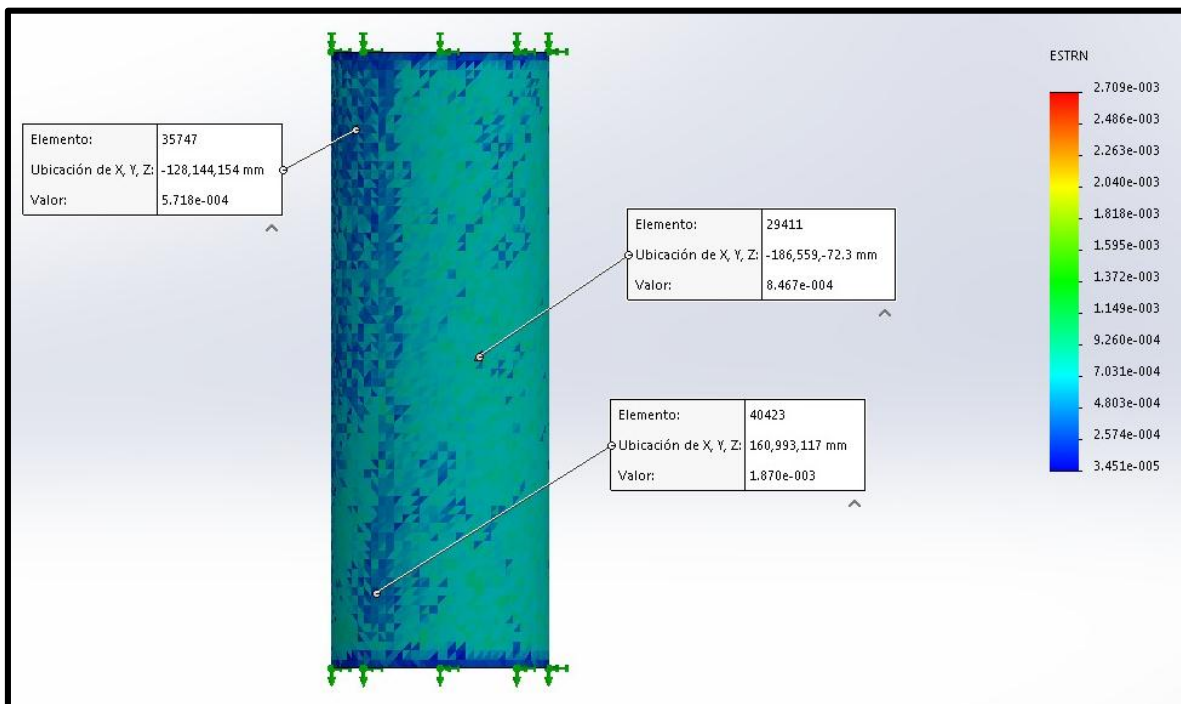 ESTRN
2.709e-003
2.486e-003
2.263e-003
2.040e-003
1.818e-003
1.595e-003
1.372e-003
1.149e-003
9.260e-004
7.031e-004
4.803e-004
2.574e-004
3.451e-005
Elemento: 35747
Ubicación de X, Y, Z: -128,144,154 mm
Valor: 5.718e-004
Elemento: 29411
Ubicación de X, Y, Z: -186,559,-72.3 mm
Valor: 8.467e-004
Elemento: 40423
Ubicación de X, Y, Z: 160,993,117 mm
Valor: 1.870e-003